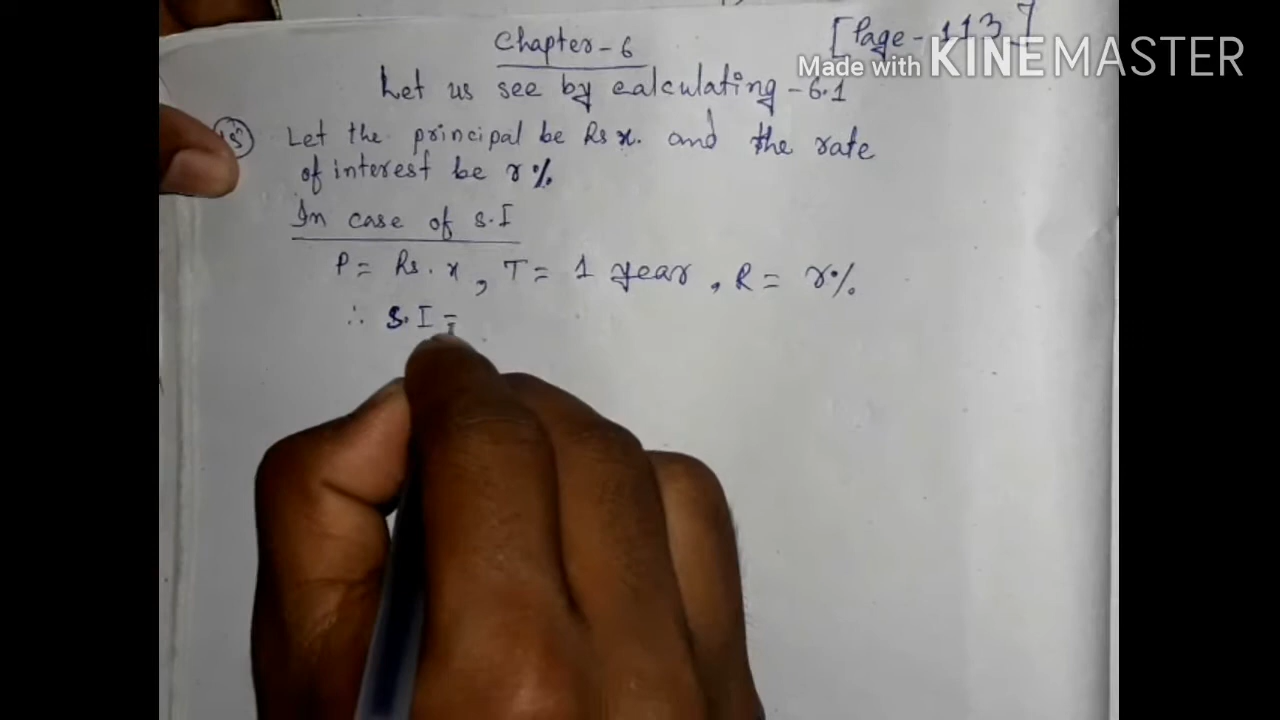 Chapter - 6
[Page - 113]
Made with KINEMASTER
Let us see by calculating - 6.1
Let the principal be Rs x. and the rate
of interest be r%
In case of S.I
P = Rs. x, T = 1 year, R = r%
∴ S.I =